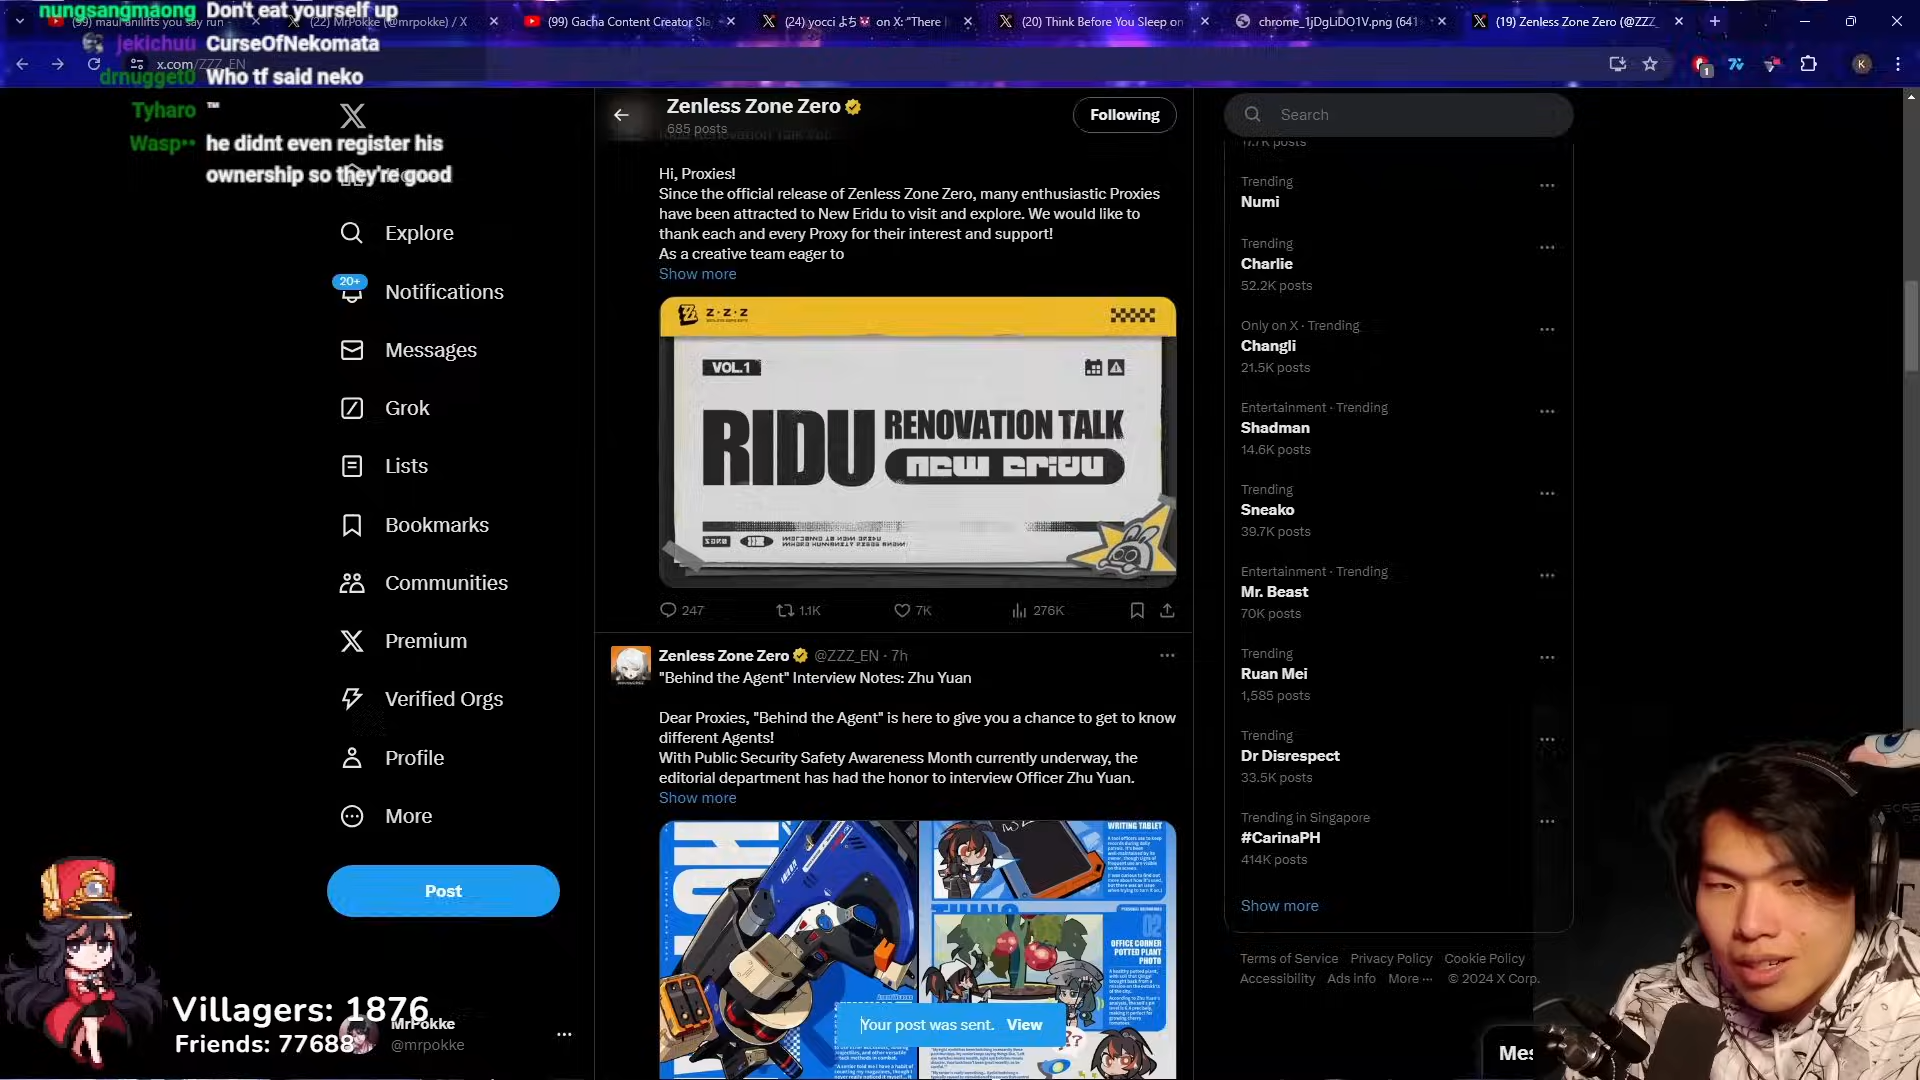 nungsangmaong Don't eat yourself up
jekichuu CurseOfNekomata
drnugget0 Who tf said neko
Tyharo ™
Wasp•• he didnt even register his
ownership so they're good
(22) MrPokke (@mrpokke) / X
(99) Gacha Content Creator Sla
(24) yocci よち on X: "There
(20) Think Before You Sleep on
chrome_1jDgLiDO1V.png (641
(19) Zenless Zone Zero (@ZZZ_
x.com/ZZZ_EN
1
K
Explore
20+
Notifications
Messages
Grok
Lists
Bookmarks
Communities
Premium
Verified Orgs
Profile
More
Post
MrPokke
@mrpokke
Villagers: 1876
Friends: 77688
Zenless Zone Zero
685 posts
Following
Hi, Proxies!
Since the official release of Zenless Zone Zero, many enthusiastic Proxies
have been attracted to New Eridu to visit and explore. We would like to
thank each and every Proxy for their interest and support!
As a creative team eager to
Show more
Z·Z·Z
VOL.1
RIDU RENOVATION TALK
NEW ERIDU
247 1.1K 7K 276K
Zenless Zone Zero @ZZZ_EN · 7h
"Behind the Agent" Interview Notes: Zhu Yuan
Dear Proxies, "Behind the Agent" is here to give you a chance to get to know
different Agents!
With Public Security Safety Awareness Month currently underway, the
editorial department has had the honor to interview Officer Zhu Yuan.
Show more
WRITING TABLET
THING
02
OFFICE CORNER
POTTED PLANT
PHOTO
Your post was sent. View
Search
17.7K posts
Trending
Numi
Trending
Charlie
52.2K posts
Only on X · Trending
Changli
21.5K posts
Entertainment · Trending
Shadman
14.6K posts
Trending
Sneako
39.7K posts
Entertainment · Trending
Mr. Beast
70K posts
Trending
Ruan Mei
1,585 posts
Trending
Dr Disrespect
33.5K posts
Trending in Singapore
#CarinaPH
414K posts
Show more
Terms of Service Privacy Policy Cookie Policy
Accessibility Ads info More ··· © 2024 X Corp.
Mes